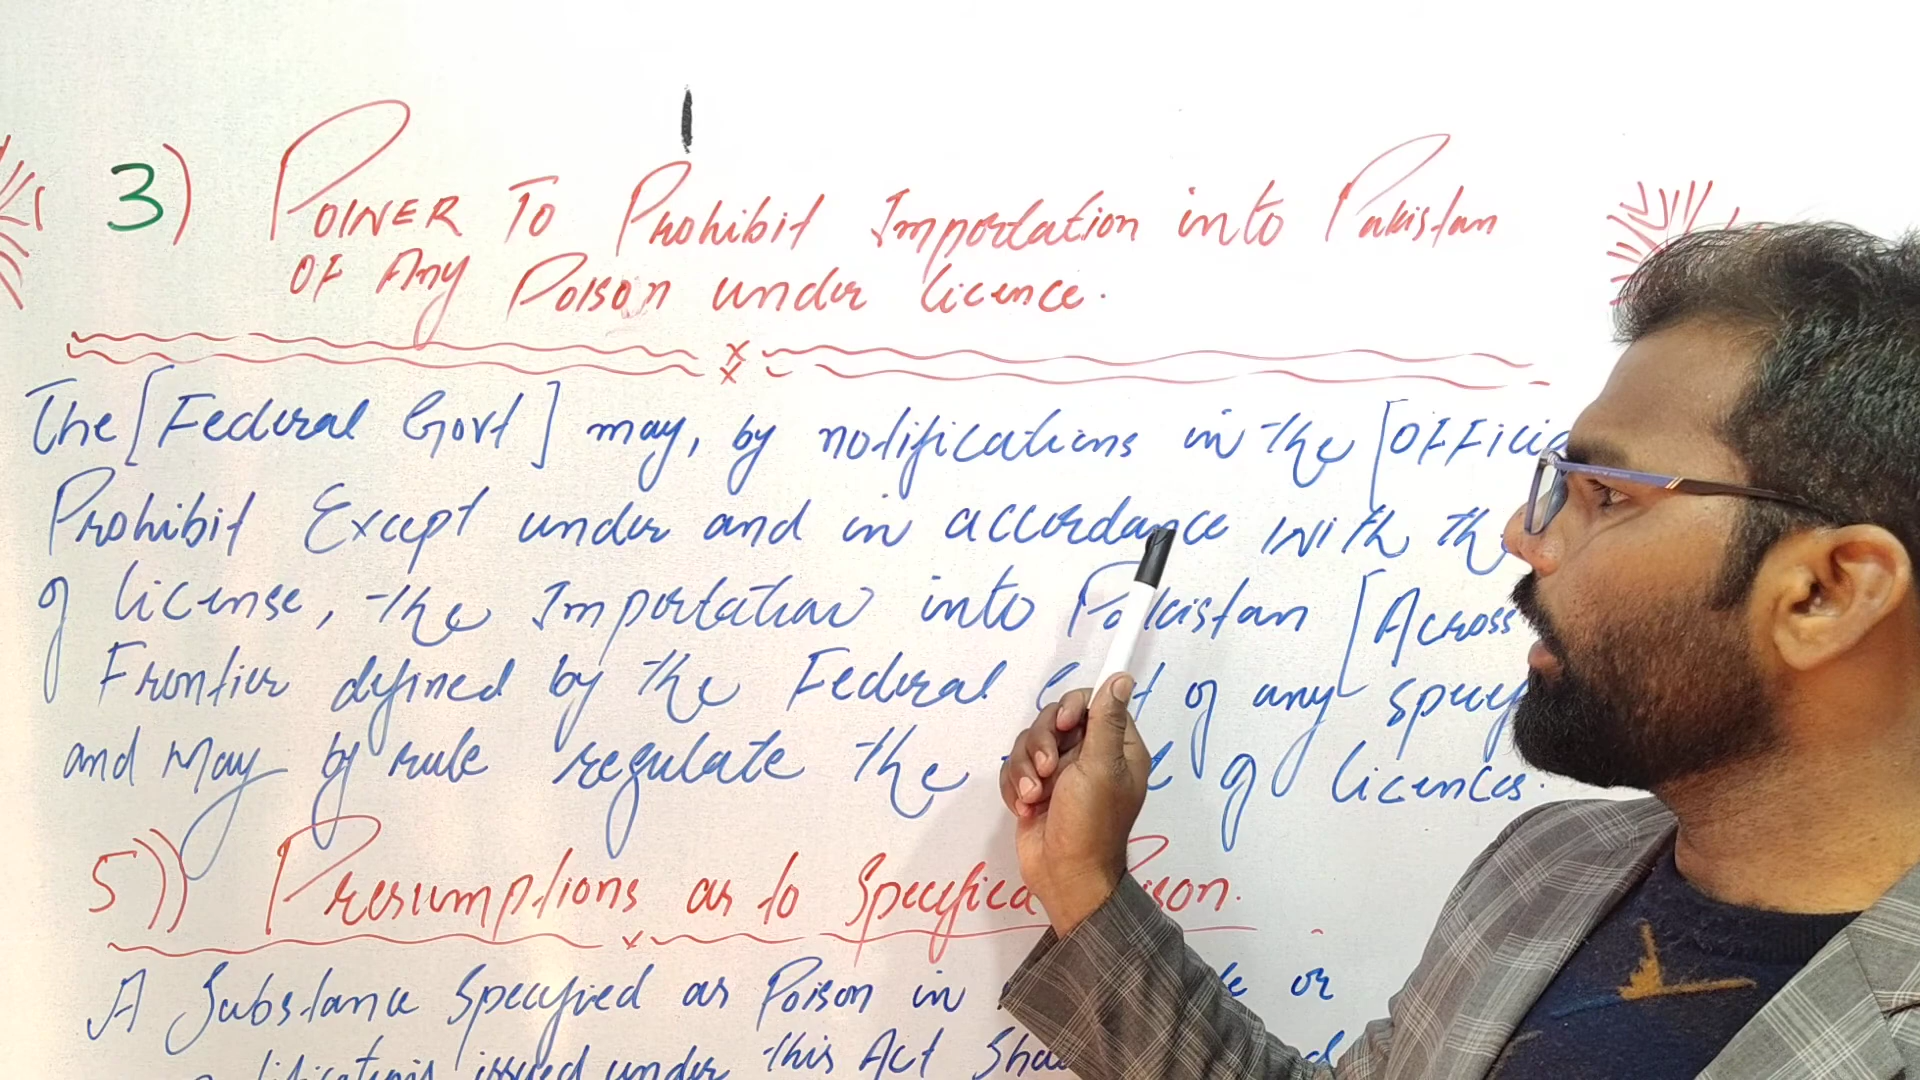 3) POWER TO Prohibit Importation into Pakistan
OF Any Poison under licence.
The [Federal Govt] may, by notifications in the [OFFicia
Prohibit Except under and in accordance with th
of license, the Importation into Pakistan [Across
Frontier defined by the Federal of any specif
and may by rule regulate the of licences.
5)) Presumptions as to Specifica
A Substance Specified as Poison in or
issued under this Act Sha